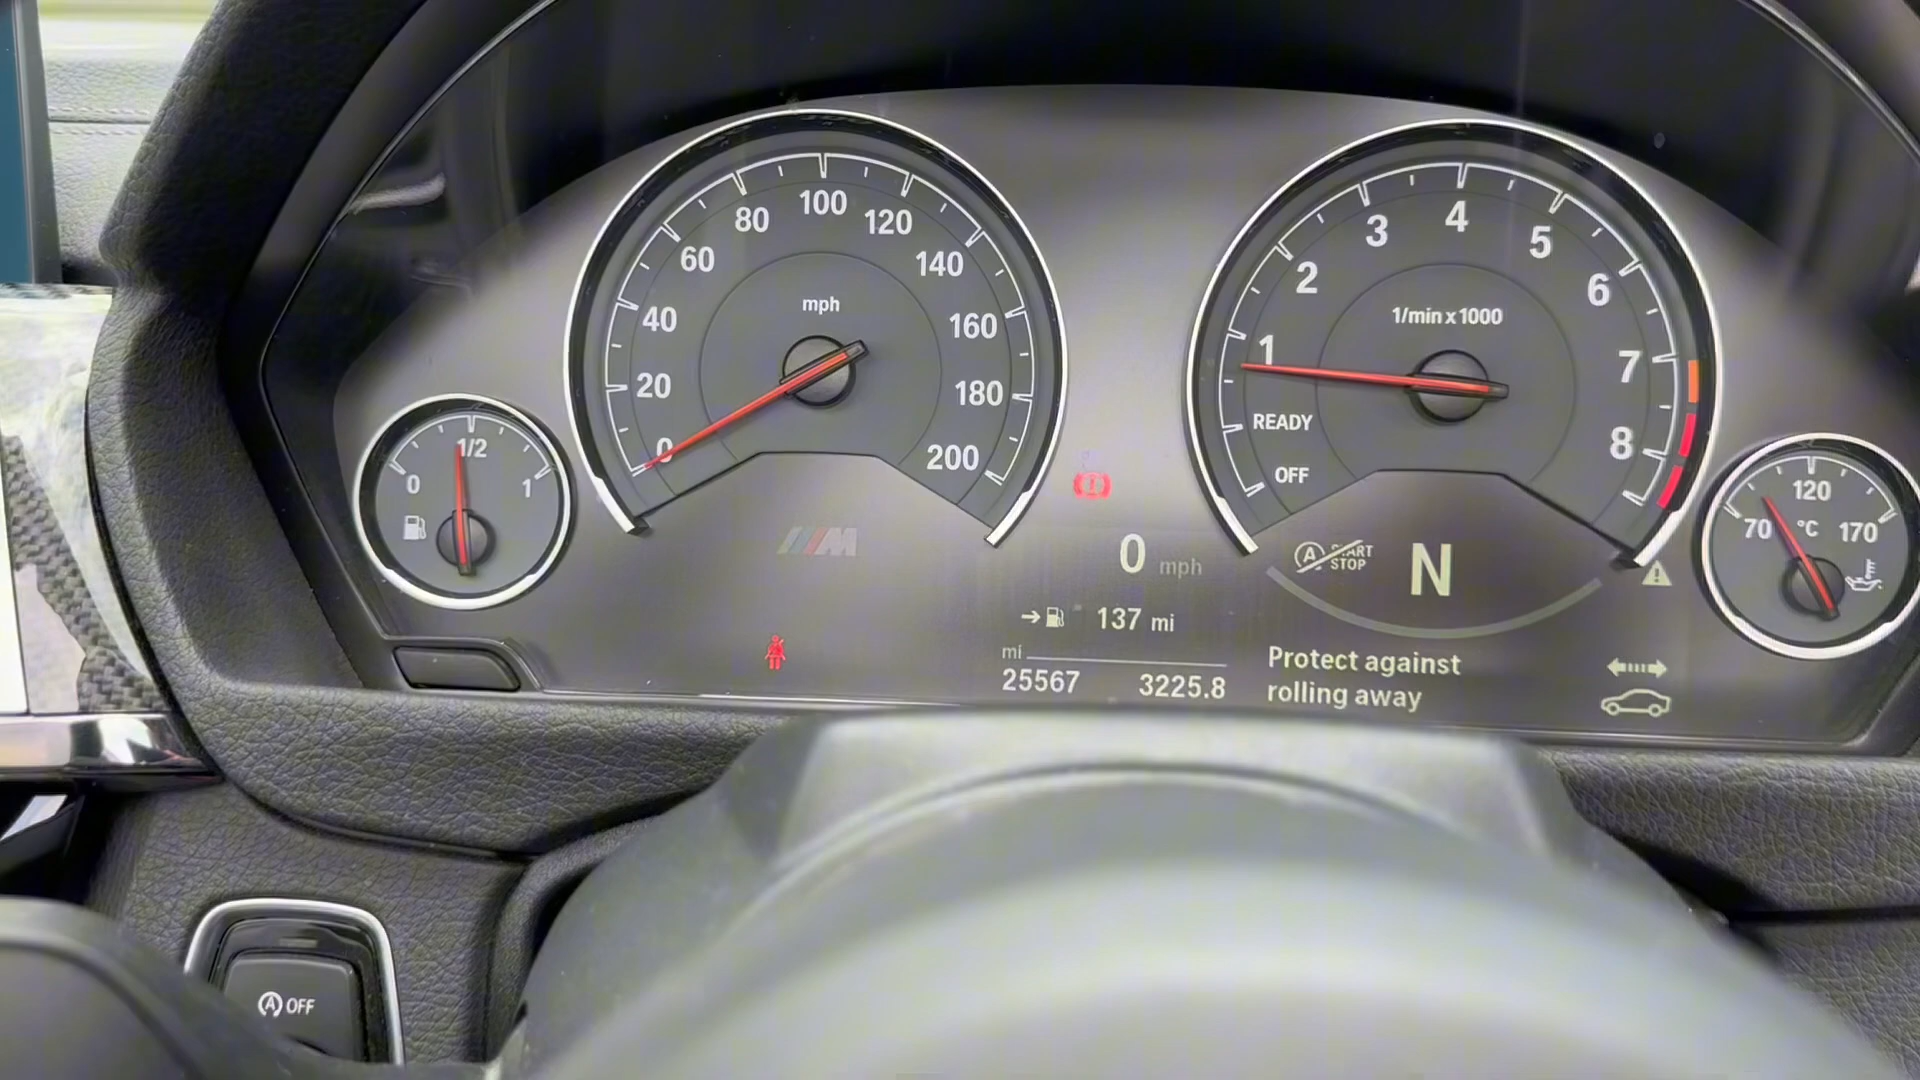 0
1/2
1
0
20
40
60
80
100
120
140
160
180
200
mph
M
OFF
READY
1
2
3
4
5
6
7
8
1/min x 1000
70
120
170
°C
0 mph
→ 137 mi
mi
25567 3225.8
A START
STOP
N
Protect against
rolling away
A OFF